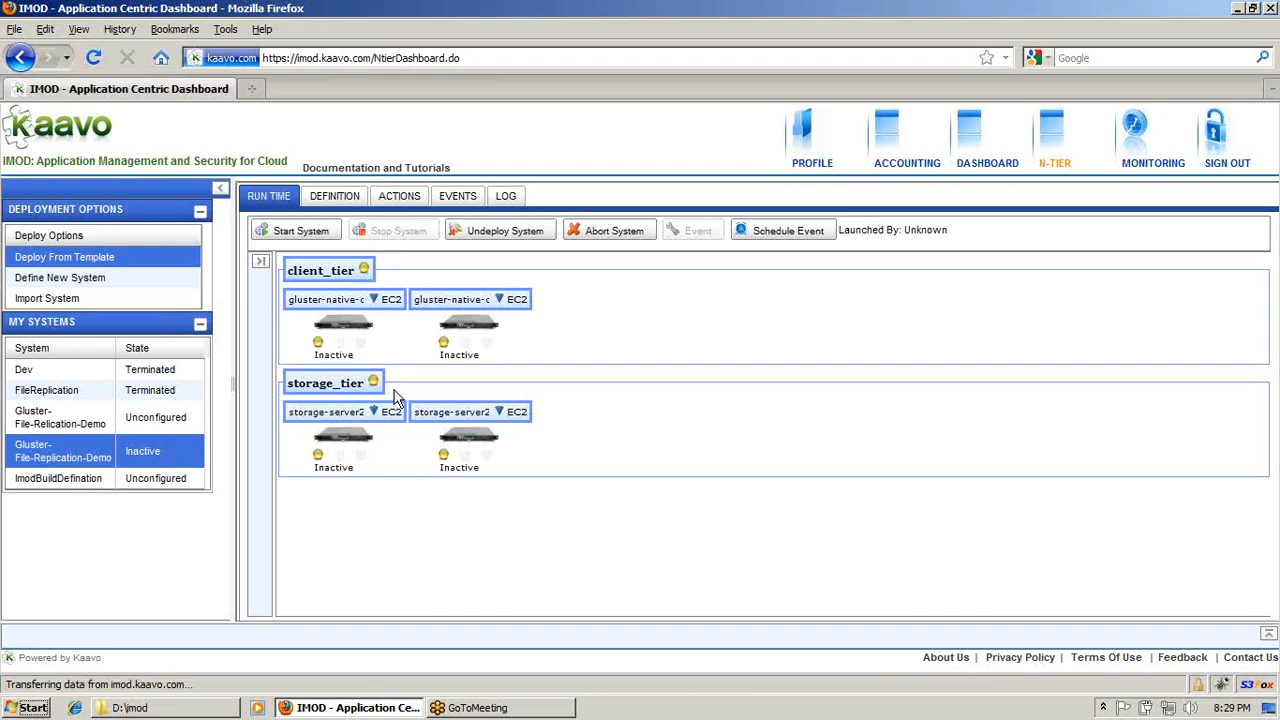 IMOD - Application Centric Dashboard - Mozilla Firefox
File Edit View History Bookmarks Tools Help
kaavo.com https://imod.kaavo.com/NtierDashboard.do
Google
IMOD - Application Centric Dashboard
kaavo
IMOD: Application Management and Security for Cloud
Documentation and Tutorials
PROFILE ACCOUNTING DASHBOARD N-TIER MONITORING SIGN OUT
DEPLOYMENT OPTIONS
Deploy Options
Deploy From Template
Define New System
Import System
MY SYSTEMS
System State
Dev Terminated
FileReplication Terminated
Gluster-
File-Relication-Demo Unconfigured
Gluster-
File-Replication-Demo Inactive
ImodBuildDefination Unconfigured
RUN TIME DEFINITION ACTIONS EVENTS LOG
Start System Stop System Undeploy System Abort System Event Schedule Event Launched By: Unknown
client_tier
gluster-native-c EC2 gluster-native-c EC2
Inactive Inactive
storage_tier
storage-server2 EC2 storage-server2 EC2
Inactive Inactive
Powered by Kaavo
About Us | Privacy Policy | Terms Of Use | Feedback | Contact Us
Transferring data from imod.kaavo.com...
S3Fox
Start D:\imod IMOD - Application Ce... GoToMeeting 8:29 PM